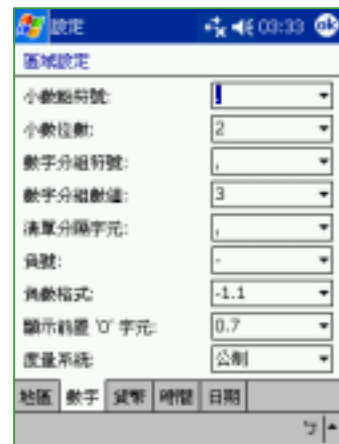 設定 03:33 ok
區域設定
小數點符號: .
小數位數: 2
數字分組符號: ,
數字分組數值: 3
清單分隔字元: ,
負號: -
負數格式: -1.1
顯示前置 '0' 字元: 0.7
度量系統: 公制
地區 數字 貨幣 時間 日期
ㄅ